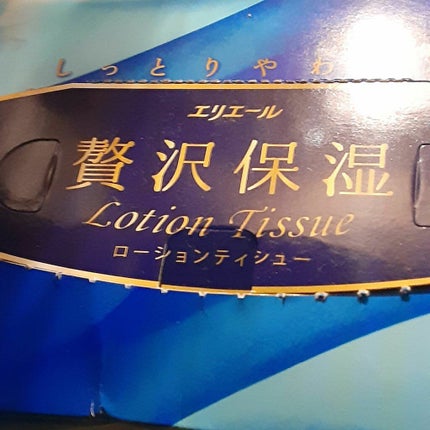 しっとりやわ
エリエール
贅沢保湿
Lotion Tissue
ローションティシュー